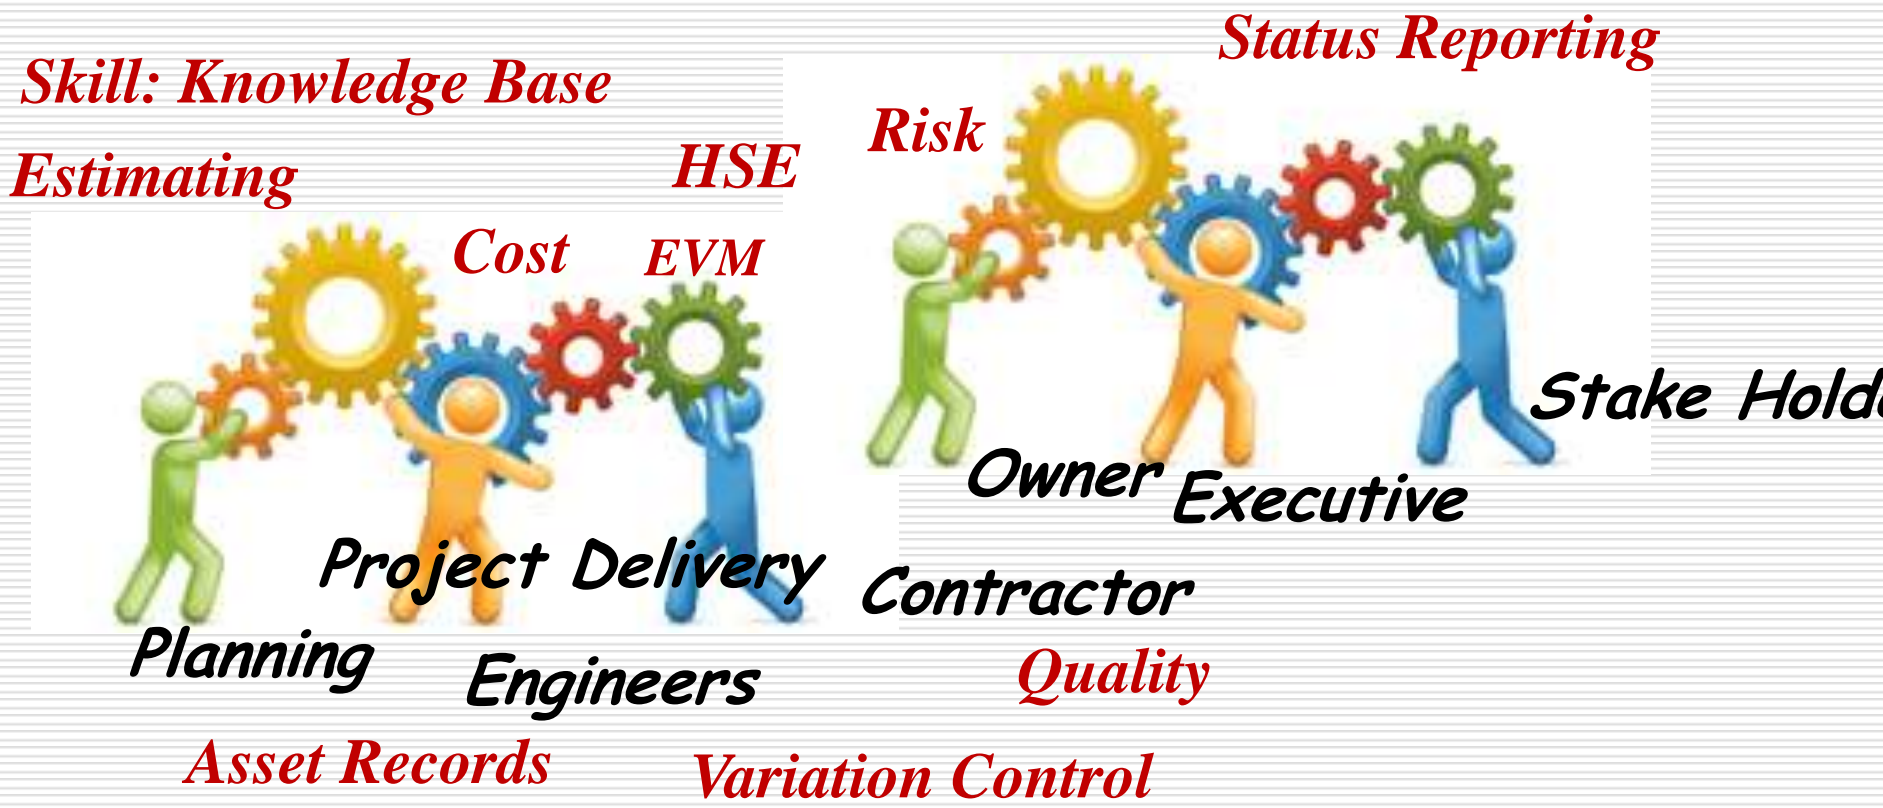 Status Reporting
Skill: Knowledge Base
Risk
HSE
Estimating
Cost
EVM
Stake
Owner
Executive
Project Delivery
Contractor
Planning
Engineers
Quality
Asset Records
Variation Control